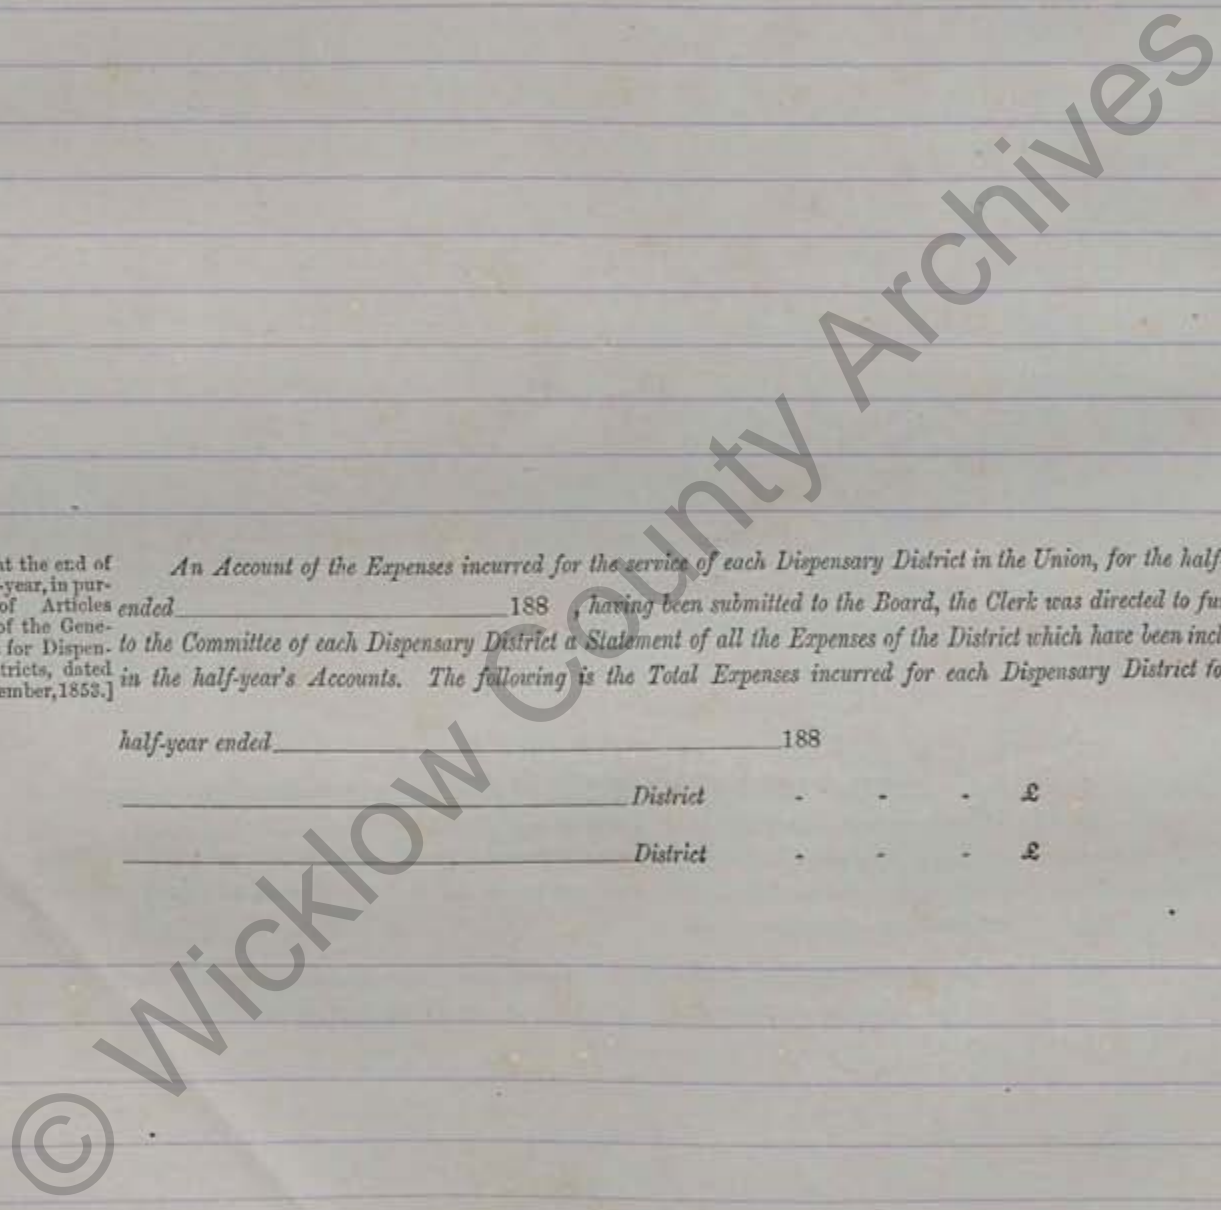 at the end of
-year, in pur-
of Articles
of the Gene-
for Dispen-
tricts, dated
ember, 1853.]
An Account of the Expenses incurred for the service of each Dispensary District in the Union, for the half-
ended 188 , having been submitted to the Board, the Clerk was directed to fu
to the Committee of each Dispensary District a Statement of all the Expenses of the District which have been incl
in the half-year's Accounts. The following is the Total Expenses incurred for each Dispensary District fo
half-year ended 188
District - - - £
District - - - £
© Wicklow County Archives